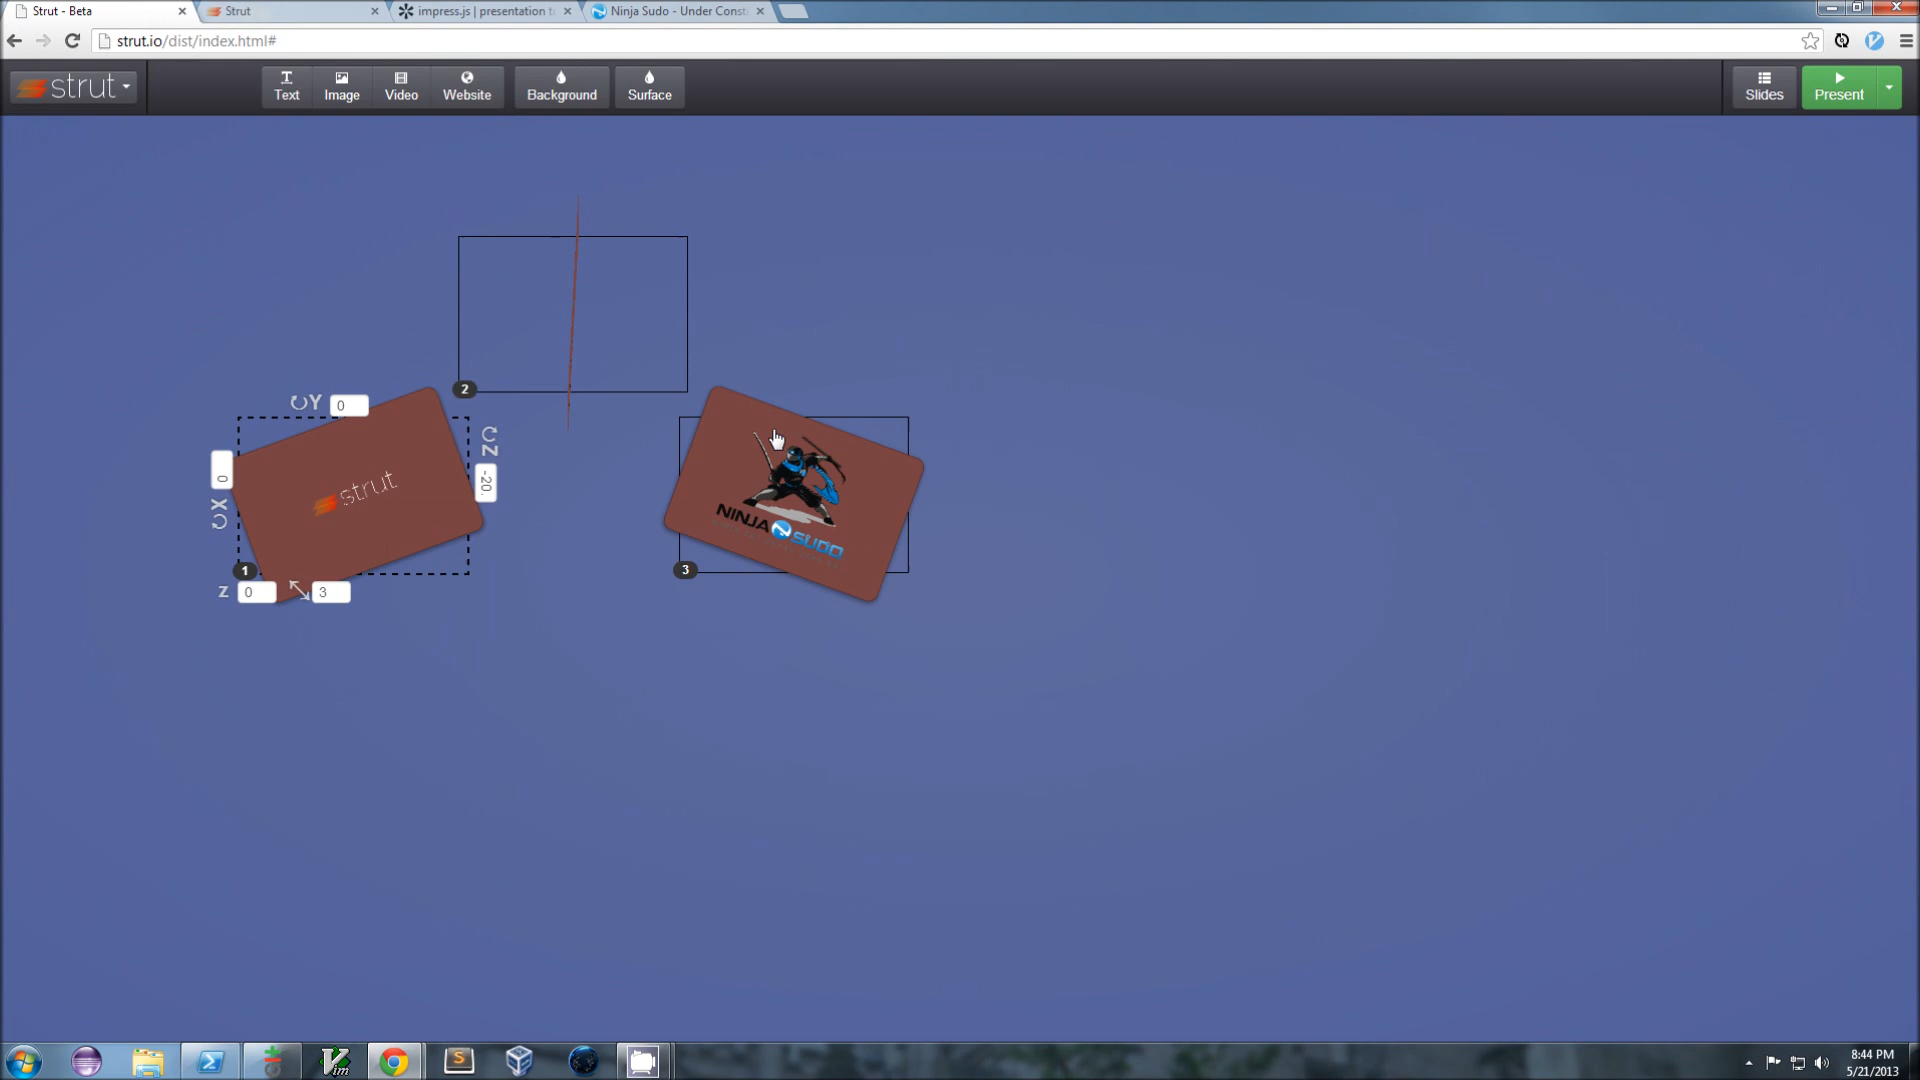 Strut - Beta
Strut
impress.js | presentation t
Ninja Sudo - Under Const
strut.io/dist/index.html#
strut
Text
Image
Video
Website
Background
Surface
Slides
Present
2
Y 0
Z -20.
X 0
strut
1
Z 0
3
NINJA SUDO
3
Vim
S
8:44 PM
5/21/2013